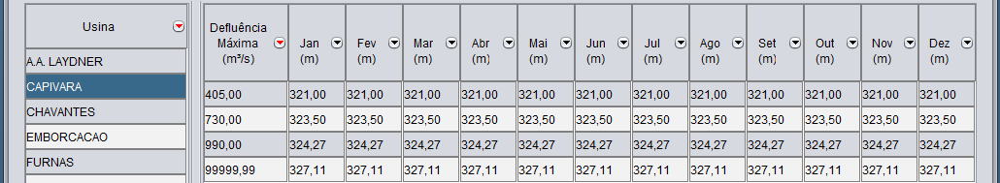 Usina
A.A. LAYDNER
CAPIVARA
CHAVANTES
EMBORCACAO
FURNAS
Defluência Máxima (m³/s) Jan (m) Fev (m) Mar (m) Abr (m) Mai (m) Jun (m) Jul (m) Ago (m) Set (m) Out (m) Nov (m) Dez (m)
405,00 321,00 321,00 321,00 321,00 321,00 321,00 321,00 321,00 321,00 321,00 321,00 321,00
730,00 323,50 323,50 323,50 323,50 323,50 323,50 323,50 323,50 323,50 323,50 323,50 323,50
990,00 324,27 324,27 324,27 324,27 324,27 324,27 324,27 324,27 324,27 324,27 324,27 324,27
99999,99 327,11 327,11 327,11 327,11 327,11 327,11 327,11 327,11 327,11 327,11 327,11 327,11